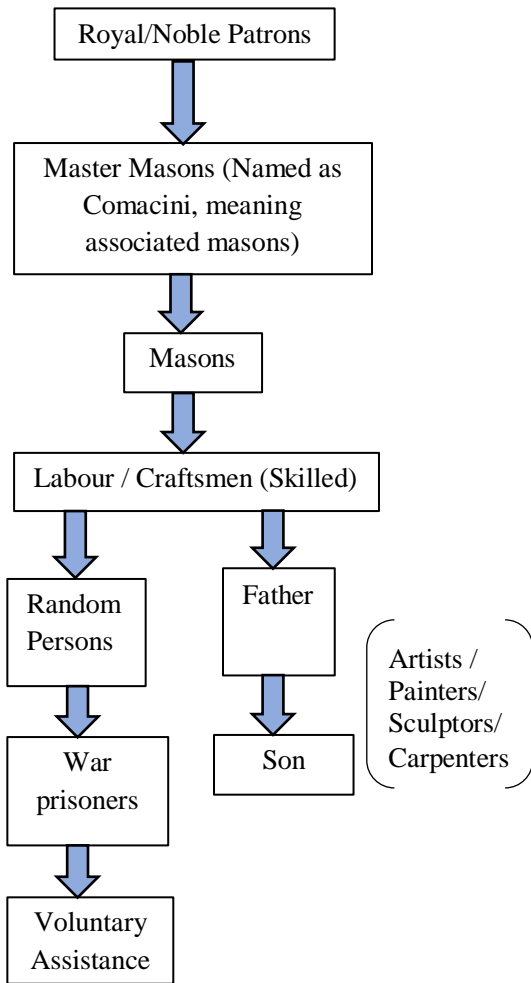 Royal/Noble Patrons
Master Masons (Named as
Comacini, meaning
associated masons)
Masons
Labour / Craftsmen (Skilled)
Random
Persons
Father
Artists /
Painters/
Sculptors/
Carpenters
War
prisoners
Son
Voluntary
Assistance